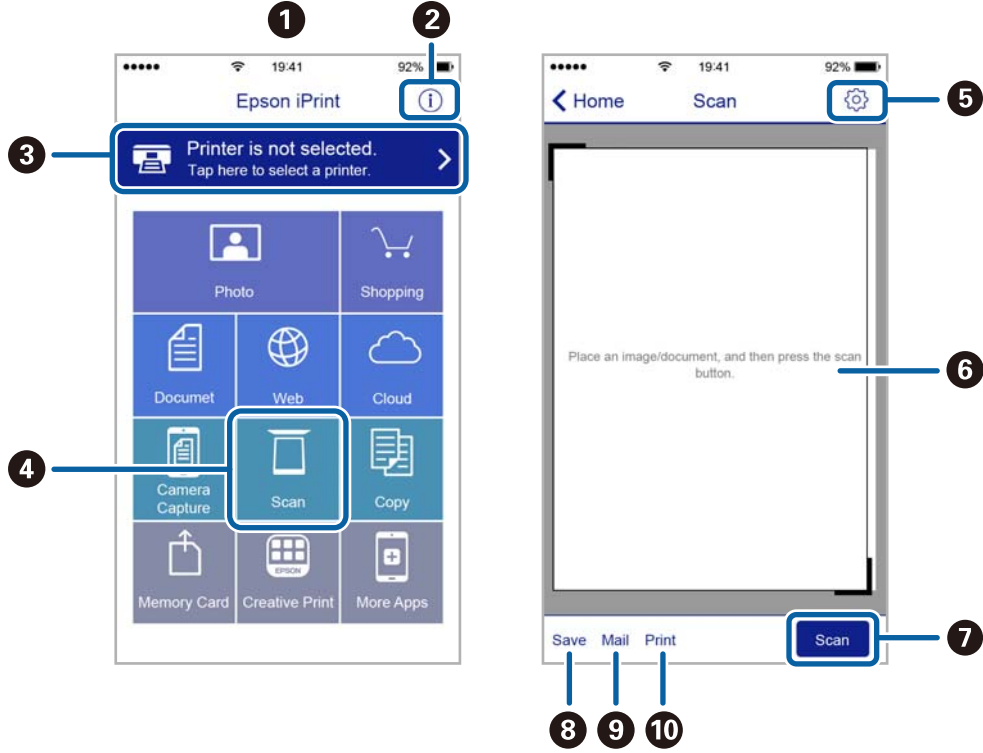 1
2
19:41
92%
Epson iPrint
3
Printer is not selected.
Tap here to select a printer.
Photo
Shopping
Documet
Web
Cloud
4
Camera
Capture
Scan
Copy
EPSON
Memory Card
Creative Print
More Apps
19:41
92%
Home
Scan
5
Place an image/document, and then press the scan
button.
6
Save Mail Print
Scan
7
8
9
10